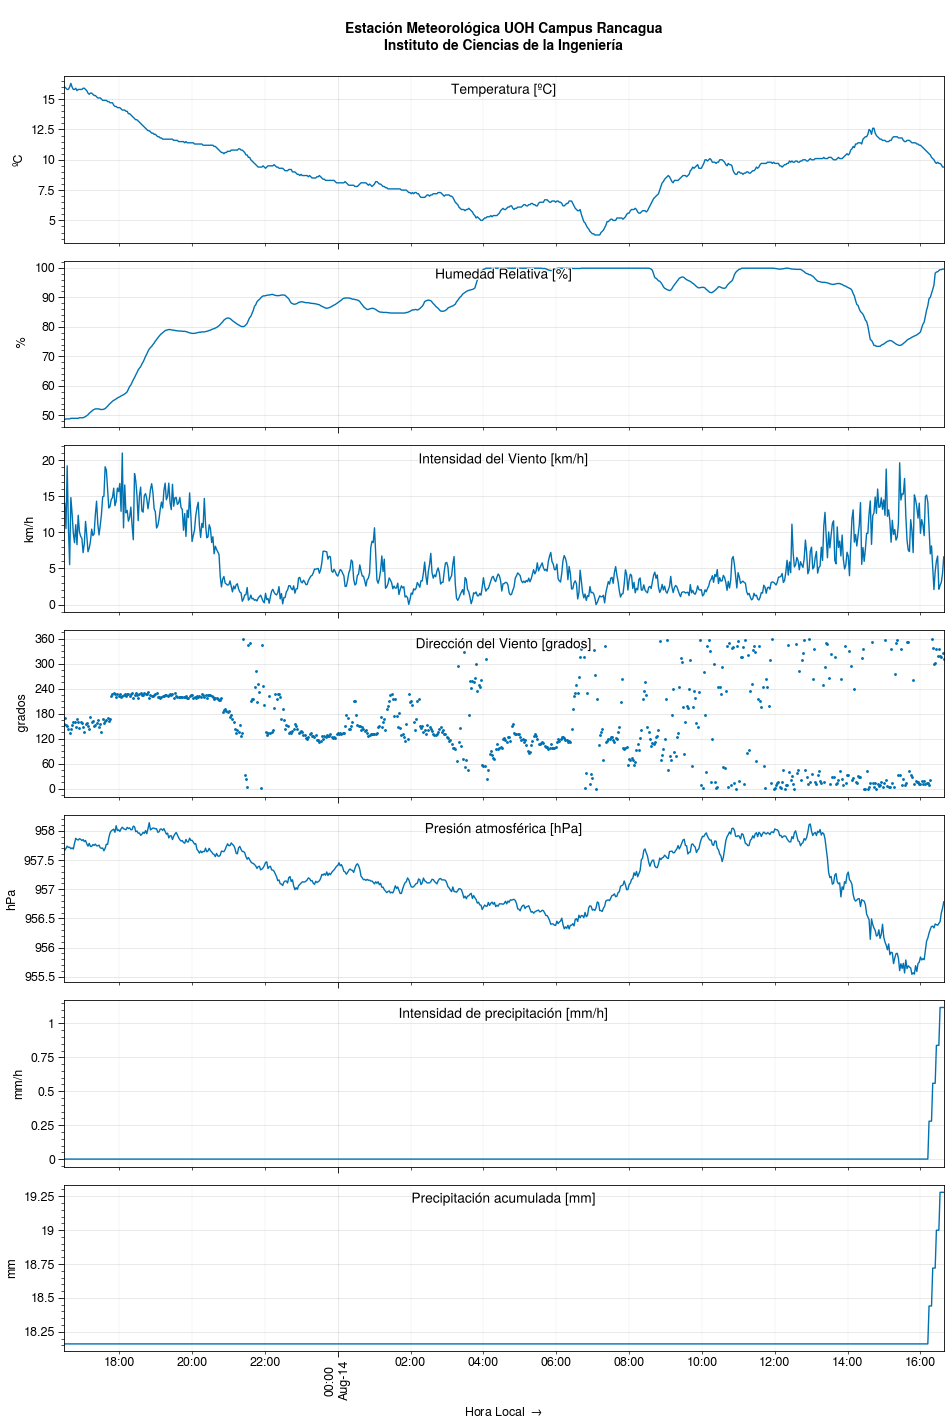 Estación Meteorológica UOH Campus Rancagua
Instituto de Ciencias de la Ingeniería
Temperatura [ºC]
ºC
15
12.5
10
7.5
5
Humedad Relativa [%]
%
100
90
80
70
60
50
Intensidad del Viento [km/h]
km/h
20
15
10
5
0
Dirección del Viento [grados]
grados
360
300
240
180
120
60
0
Presión atmosférica [hPa]
hPa
958
957.5
957
956.5
956
955.5
Intensidad de precipitación [mm/h]
mm/h
1
0.75
0.5
0.25
0
Precipitación acumulada [mm]
mm
19.25
19
18.75
18.5
18.25
18:00 20:00 22:00 00:00 02:00 04:00 06:00 08:00 10:00 12:00 14:00 16:00
Aug-14
Hora Local →